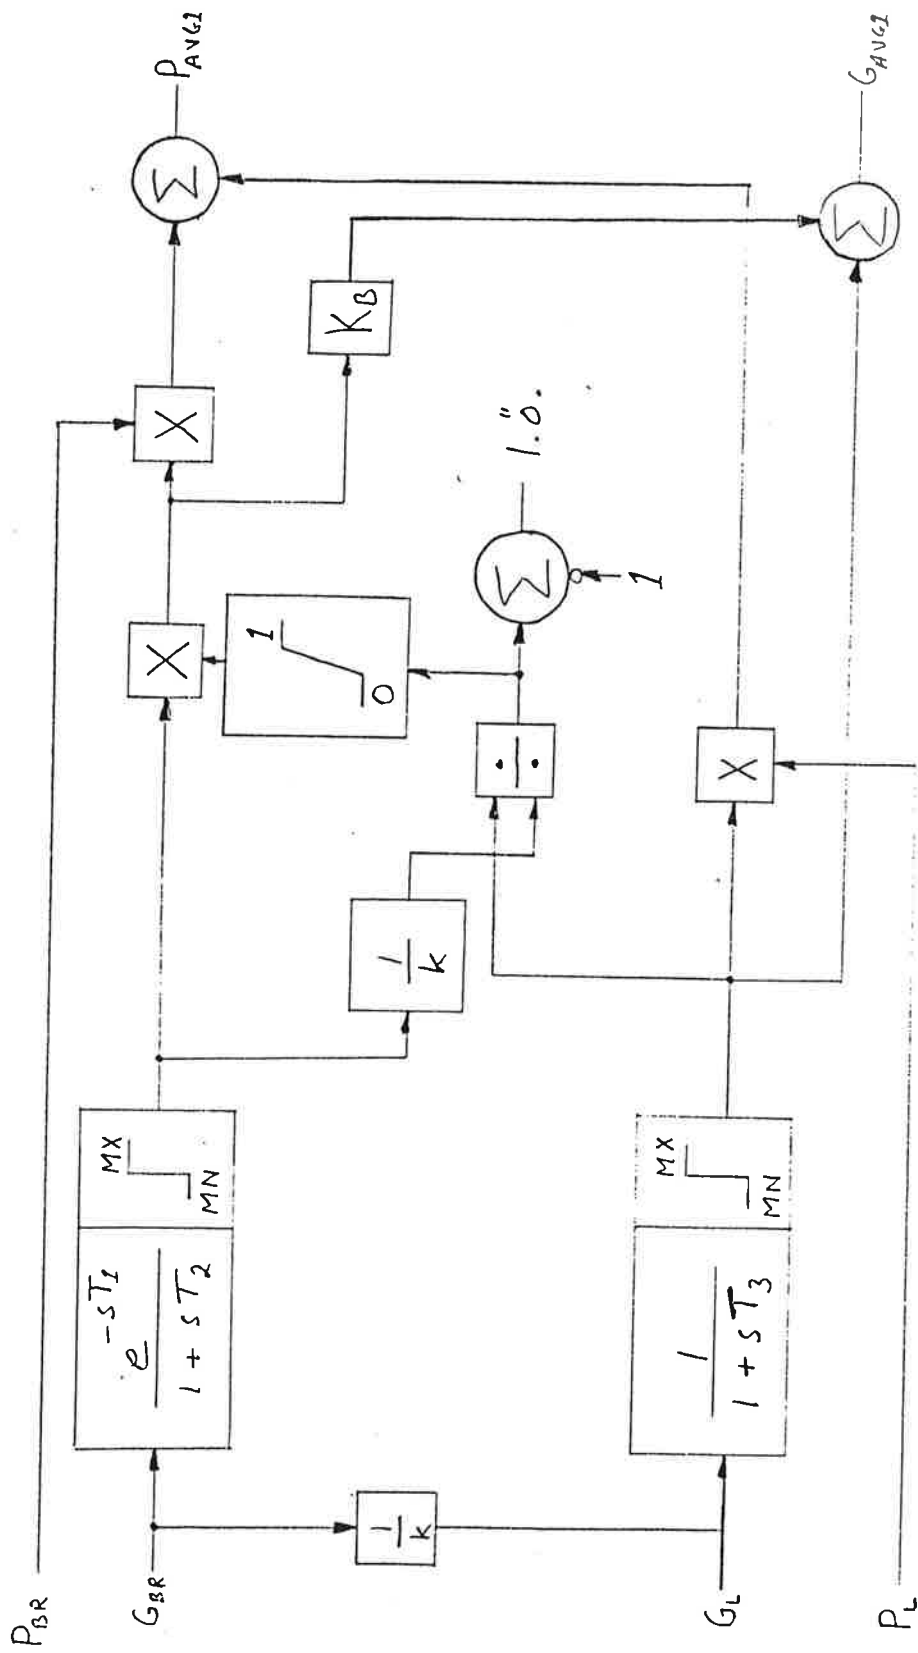 P_BR
G_BR
e^-sT1
1 + sT2
MX
MN
X
X
Σ
P_AVG1
1
0
K_B
1
k
1
k
÷
Σ
1.ö.
1
G_L
1
1 + sT3
MX
MN
X
Σ
G_AVG1
P_L